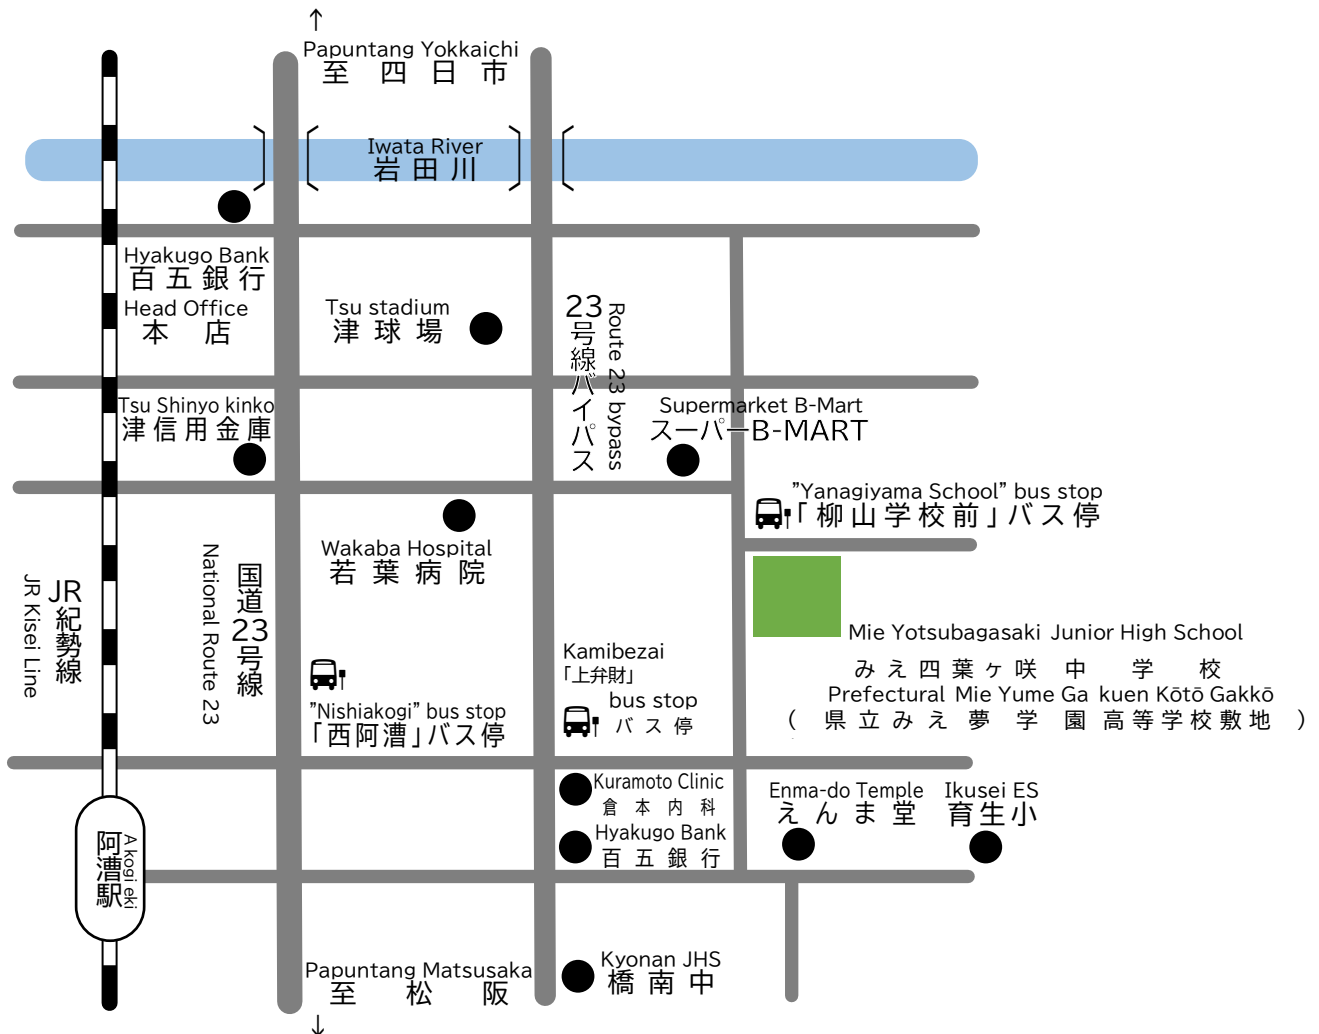 ↑
Papuntang Yokkaichi
至 四 日 市
Iwata River
岩田川
Hyakugo Bank
百五銀行
Head Office
本 店
Tsu stadium
津 球 場
23号線バイパス
Route 23 bypass
Tsu Shinyo kinko
津信用金庫
Supermarket B-Mart
スーパーB-MART
"Yanagiyama School" bus stop
「柳山学校前」バス停
Wakaba Hospital
若葉病院
JR紀勢線
JR Kisei Line
国道23号線
National Route 23
Mie Yotsubagasaki Junior High School
みえ四葉ヶ咲 中 学 校
Prefectural Mie Yume Ga kuen Kōtō Gakkō
( 県立みえ 夢 学 園 高等学校敷地 )
Kamibezai
「上弁財」
bus stop
バス停
"Nishiakogi" bus stop
「西阿漕」バス停
Kuramoto Clinic
倉本内科
Hyakugo Bank
百五銀行
Enma-do Temple
えんま堂
Ikusei ES
育生小
阿漕駅
A kogi eki
Kyonan JHS
橋南中
Papuntang Matsusaka
至 松 阪
↓